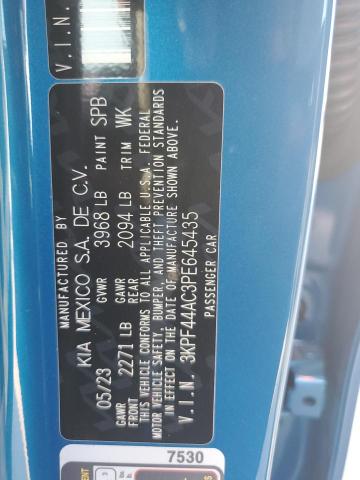 V.I.N.
MANUFACTURED BY
KIA MEXICO S.A. DE C.V.
05/23 GVWR 3968 LB PAINT SPB
GAWR FRONT 2271 LB GAWR REAR 2094 LB TRIM WK
THIS VEHICLE CONFORMS TO ALL APPLICABLE U.S.A. FEDERAL
MOTOR VEHICLE SAFETY, BUMPER, AND THEFT PREVENTION STANDARDS
IN EFFECT ON THE DATE OF MANUFACTURE SHOWN ABOVE.
V.I.N. 3KPF44AC3PE645435
PASSENGER CAR
7530